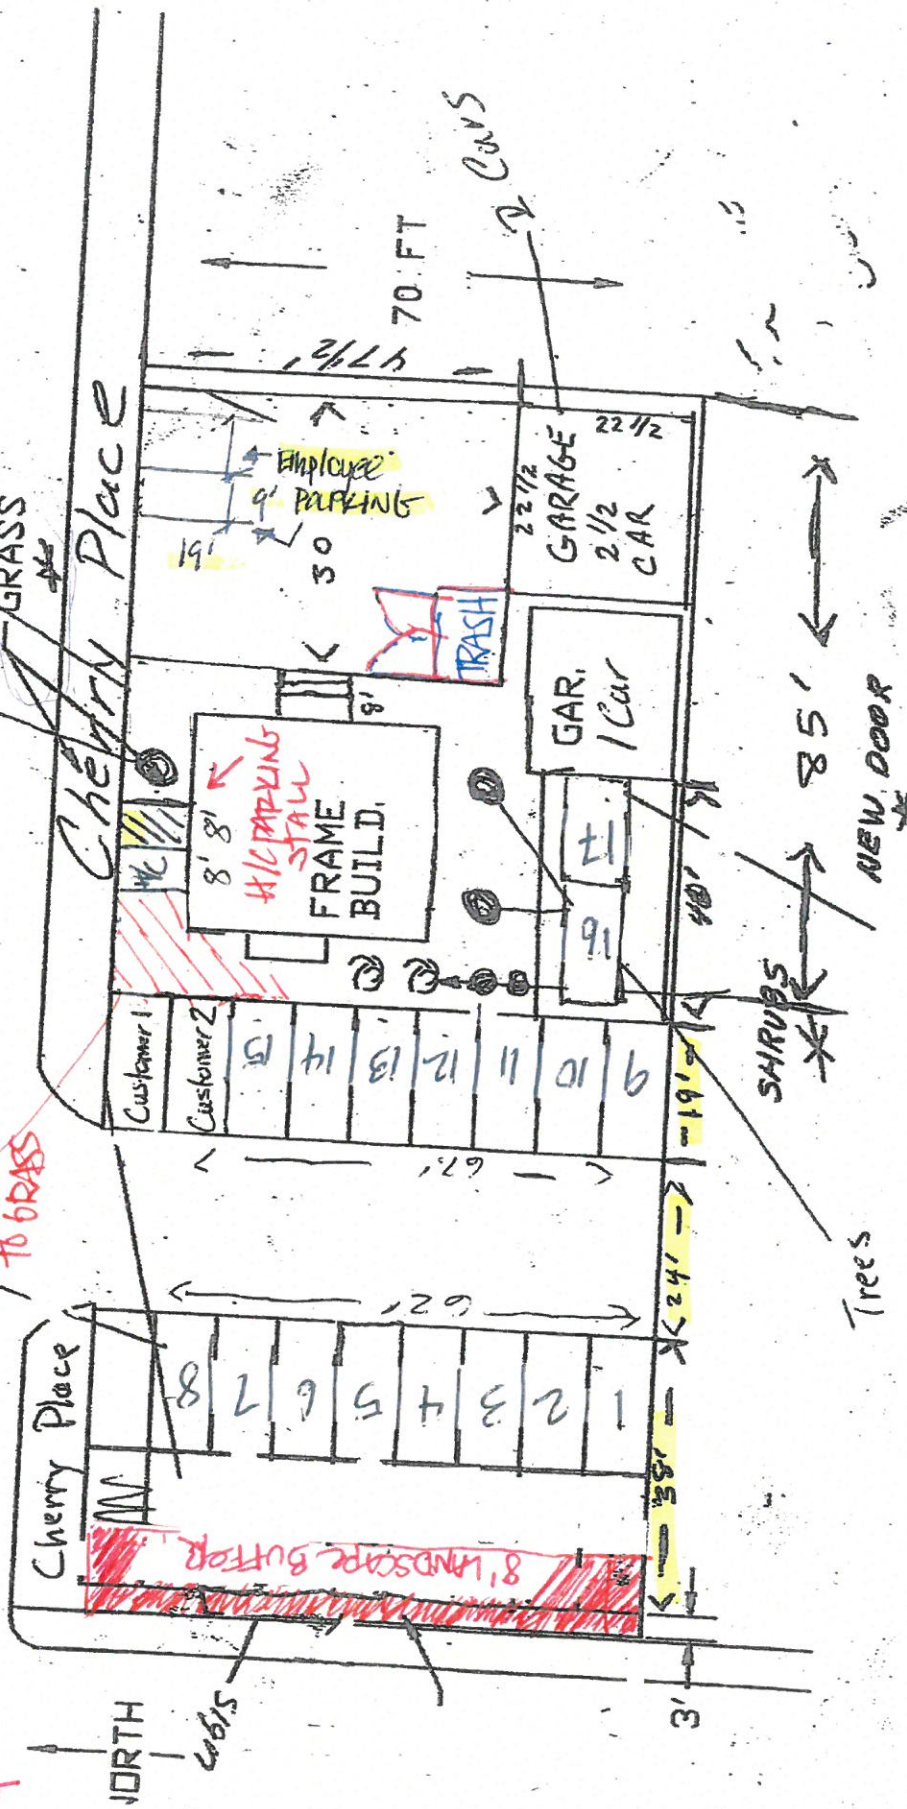 GRASS
*
Cherry Place
Cherry Place
TO GRASS
NORTH
sign
8' LANDSCAPE BUFFER
3'
38'
24'
19'
40'
8'
62'
67'
1
2
3
4
5
6
7
8
Customer 1
Customer 2
15
14
13
12
11
10
9
H/C
8' 8'
H/C PARKING
STALL
FRAME
BUILD.
8'
16
17
GAR.
1 Car
TRASH
Employee
PARKING
9'
19'
30
47 1/2'
70 FT
22 1/2
GARAGE
2 1/2
CAR
22 1/2
2 Cars
85'
SHRUBS
*
NEW DOOR
*
Trees